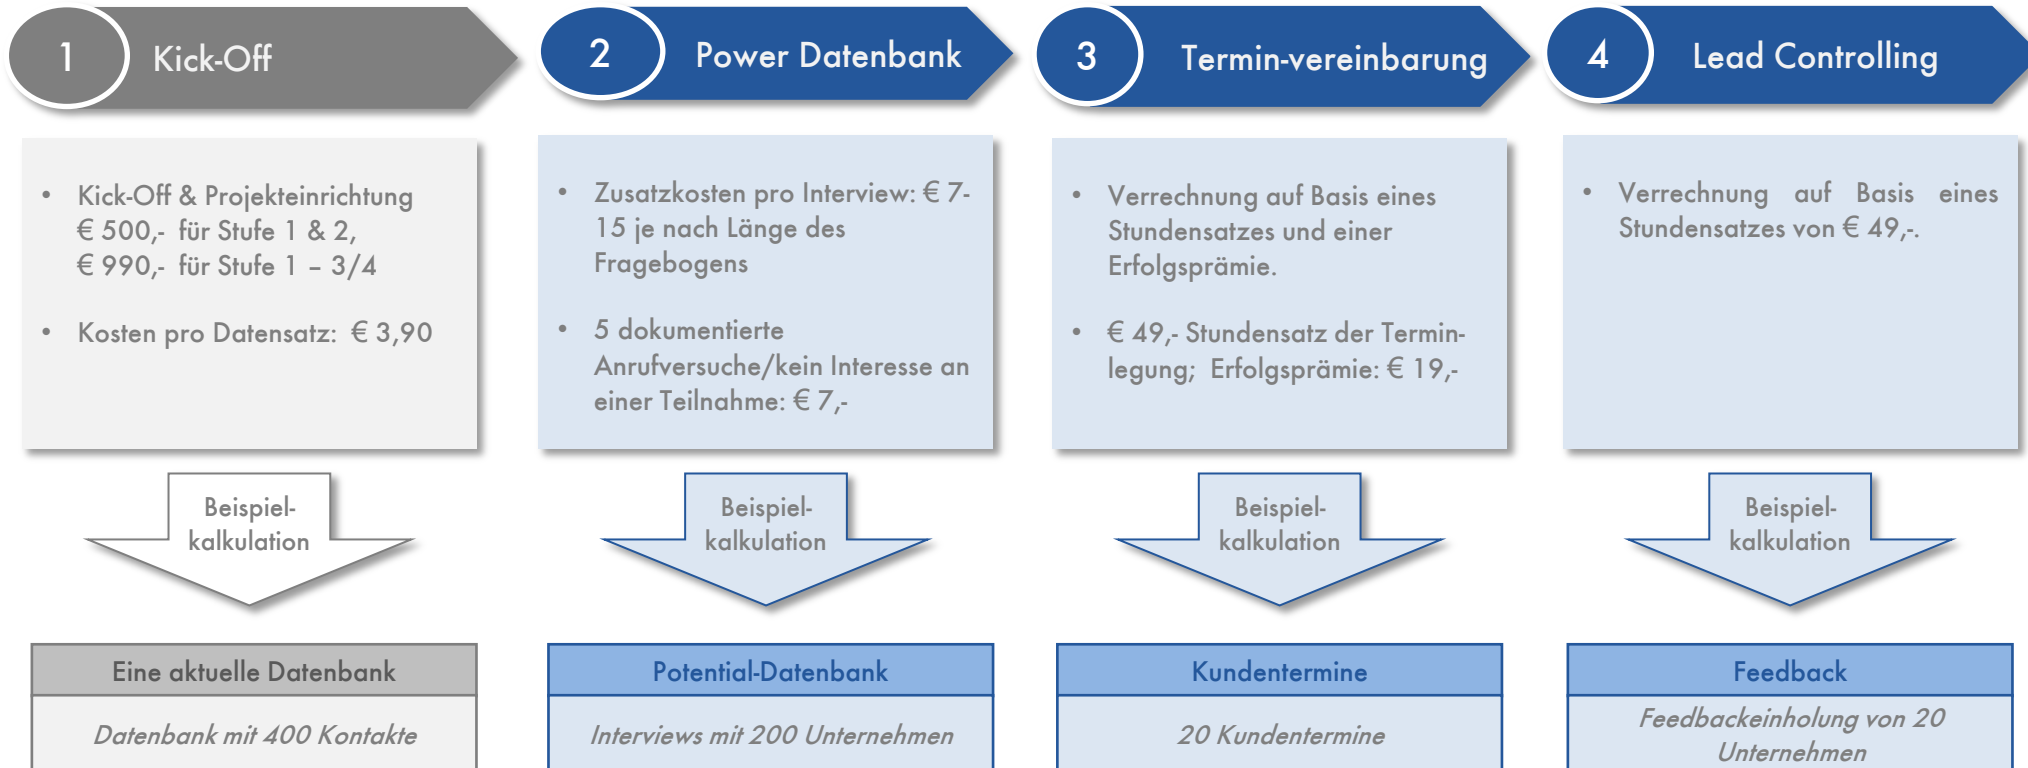 1
Kick-Off
2
Power Datenbank
3
Termin-vereinbarung
4
Lead Controlling
• Kick-Off & Projekteinrichtung
€ 500,- für Stufe 1 & 2,
€ 990,- für Stufe 1 – 3/4
• Kosten pro Datensatz: € 3,90
• Zusatzkosten pro Interview: € 7-
15 je nach Länge des
Fragebogens
• 5 dokumentierte
Anrufversuche/kein Interesse an
einer Teilnahme: € 7,-
• Verrechnung auf Basis eines
Stundensatzes und einer
Erfolgsprämie.
• € 49,- Stundensatz der Termin-
legung; Erfolgsprämie: € 19,-
• Verrechnung auf Basis eines
Stundensatzes von € 49,-.
Beispiel-
kalkulation
Beispiel-
kalkulation
Beispiel-
kalkulation
Beispiel-
kalkulation
Eine aktuelle Datenbank
Datenbank mit 400 Kontakte
Potential-Datenbank
Interviews mit 200 Unternehmen
Kundentermine
20 Kundentermine
Feedback
Feedbackeinholung von 20
Unternehmen